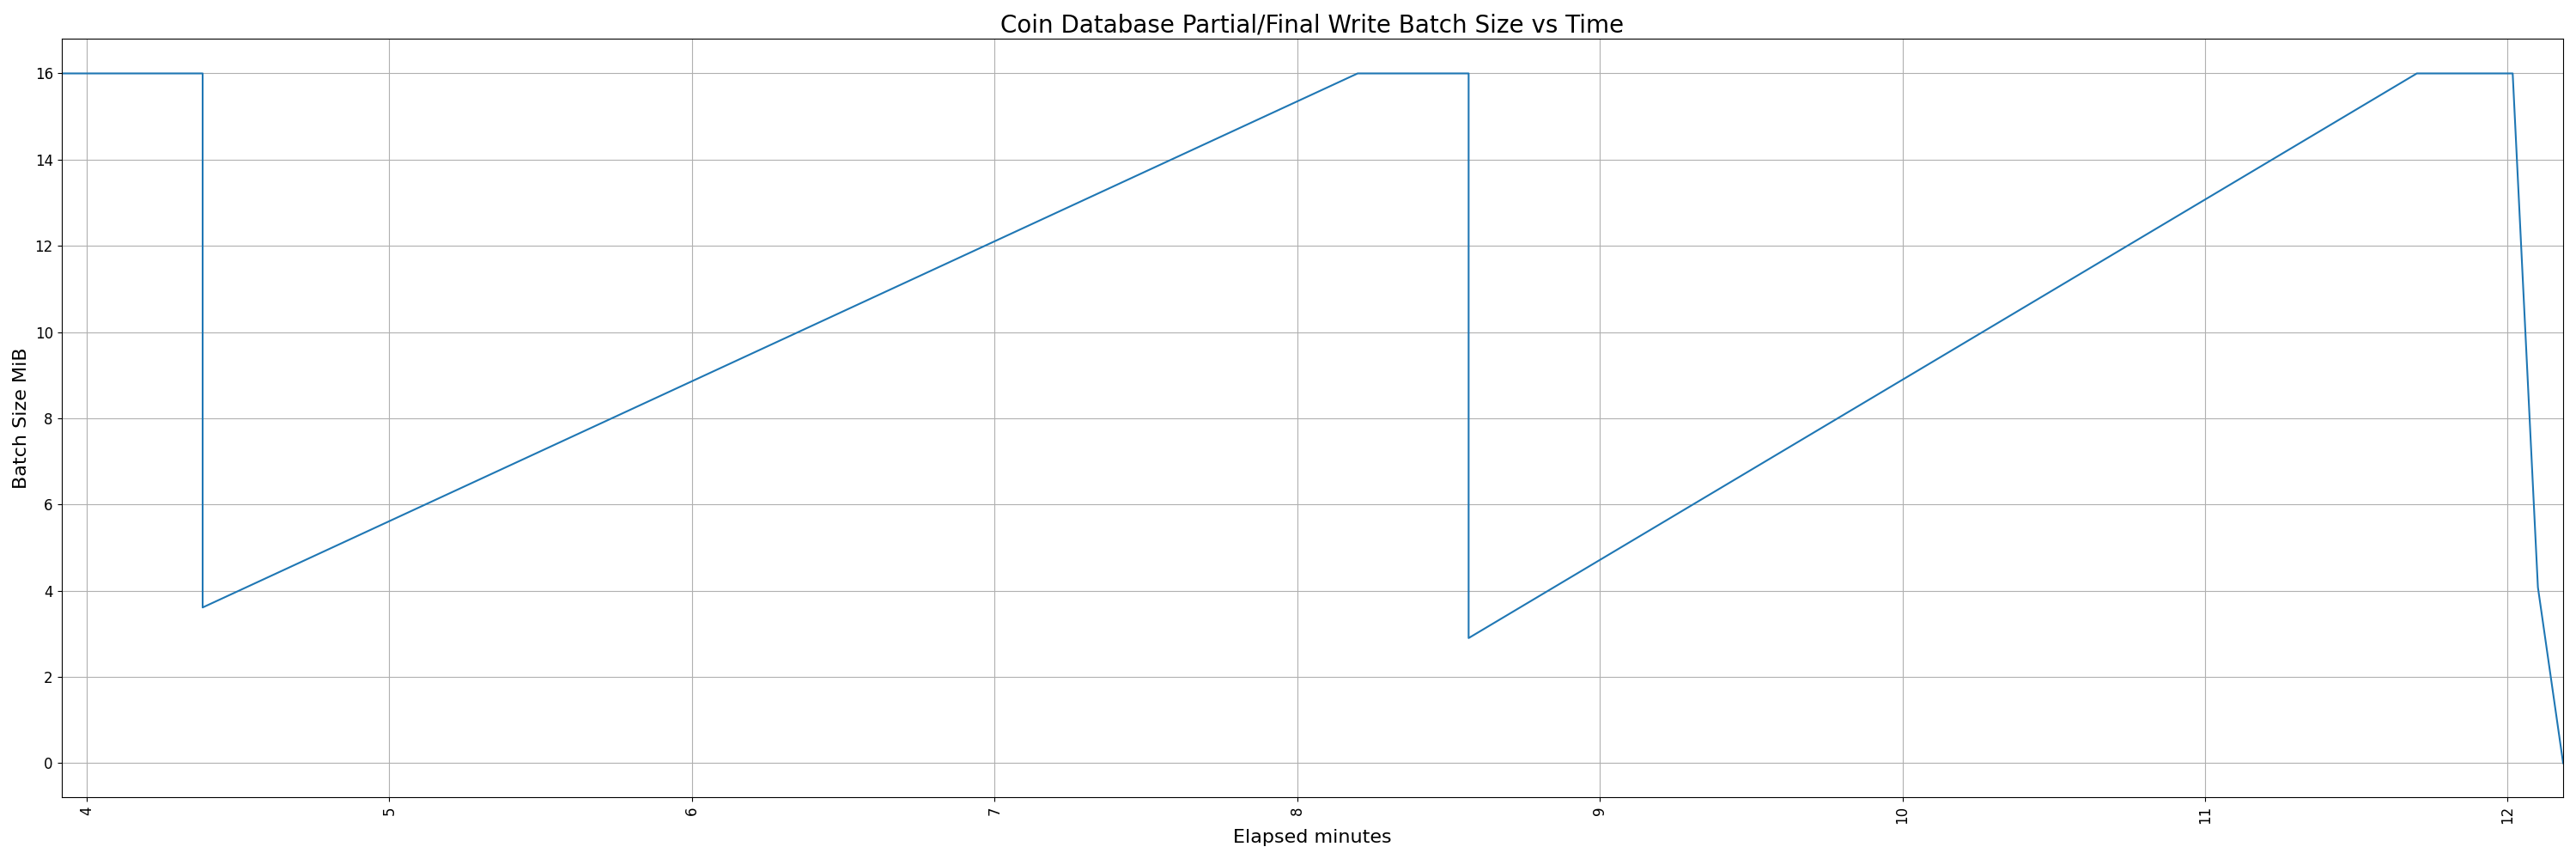 Coin Database Partial/Final Write Batch Size vs Time
Batch Size MiB
16
14
12
10
8
6
4
2
0
4 5 6 7 8 9 10 11 12
Elapsed minutes